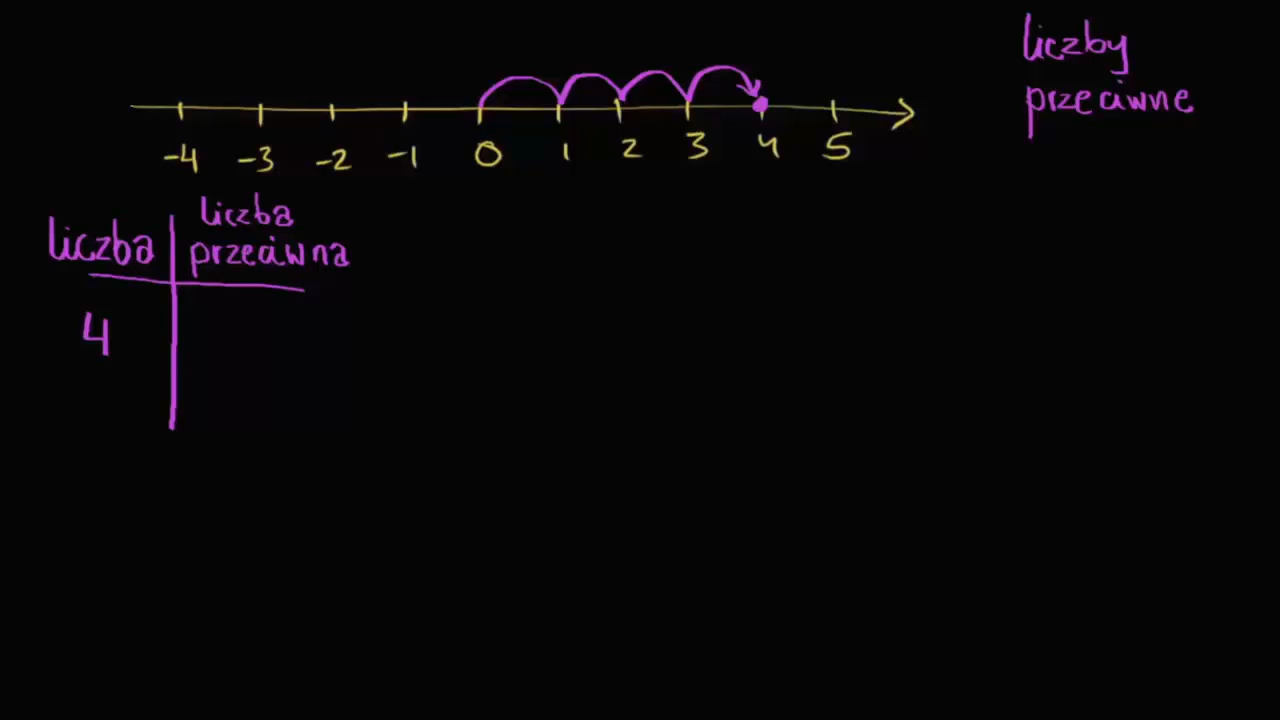 liczby
przeciwne
-4 -3 -2 -1 0 1 2 3 4 5
liczba
liczba przeciwna
4